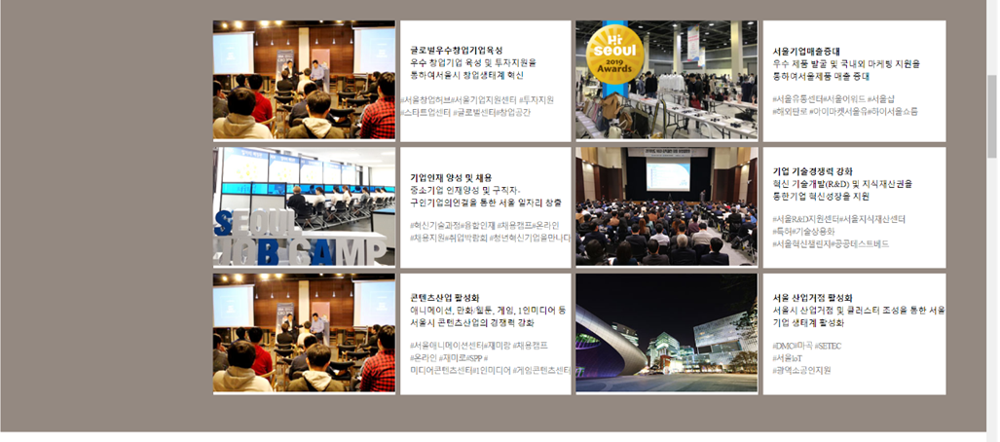 글로벌우수창업기업육성
우수 창업기업 육성 및 투자지원을
통하여서울시 창업생태계 혁신
#서울창업허브#서울기업지원센터 #투자지원
#스타트업센터 #글로벌센터#창업공간
Hi
seoul
2019
Awards
서울기업매출증대
우수 제품 발굴 및 국내외 마케팅 지원을
통하여서울제품 매출 증대
#서울유통센터#서울어워드 #서울샵
#해외판로 #아이마켓서울유#하이서울쇼룸
SEOUL
JOB CAMP
기업인재 양성 및 채용
중소기업 인재양성 및 구직자·
구인기업의연결을 통한 서울 일자리 창출
#혁신기술과정#융합인재 #채용캠프#온라인
#채용지원#취업박람회 #청년혁신기업을만나다
기업 기술경쟁력 강화
혁신 기술개발(R&D) 및 지식재산권을
통한기업 혁신성장을 지원
#서울R&D지원센터#서울지식재산센터
#특허#기술상용화
#서울혁신챌린지#공공테스트베드
콘텐츠산업 활성화
애니메이션, 만화/웹툰, 게임, 1인미디어 등
서울시 콘텐츠산업의 경쟁력 강화
#서울애니메이션센터#재미랑 #채용캠프
#온라인 #재미로#SPP #
미디어콘텐츠센터#1인미디어 #게임콘텐츠센터
서울 산업거점 활성화
서울시 산업거점 및 클러스터 조성을 통한 서울
기업 생태계 활성화
#DMC#마곡 #SETEC
#서울IoT
#광역소공인지원